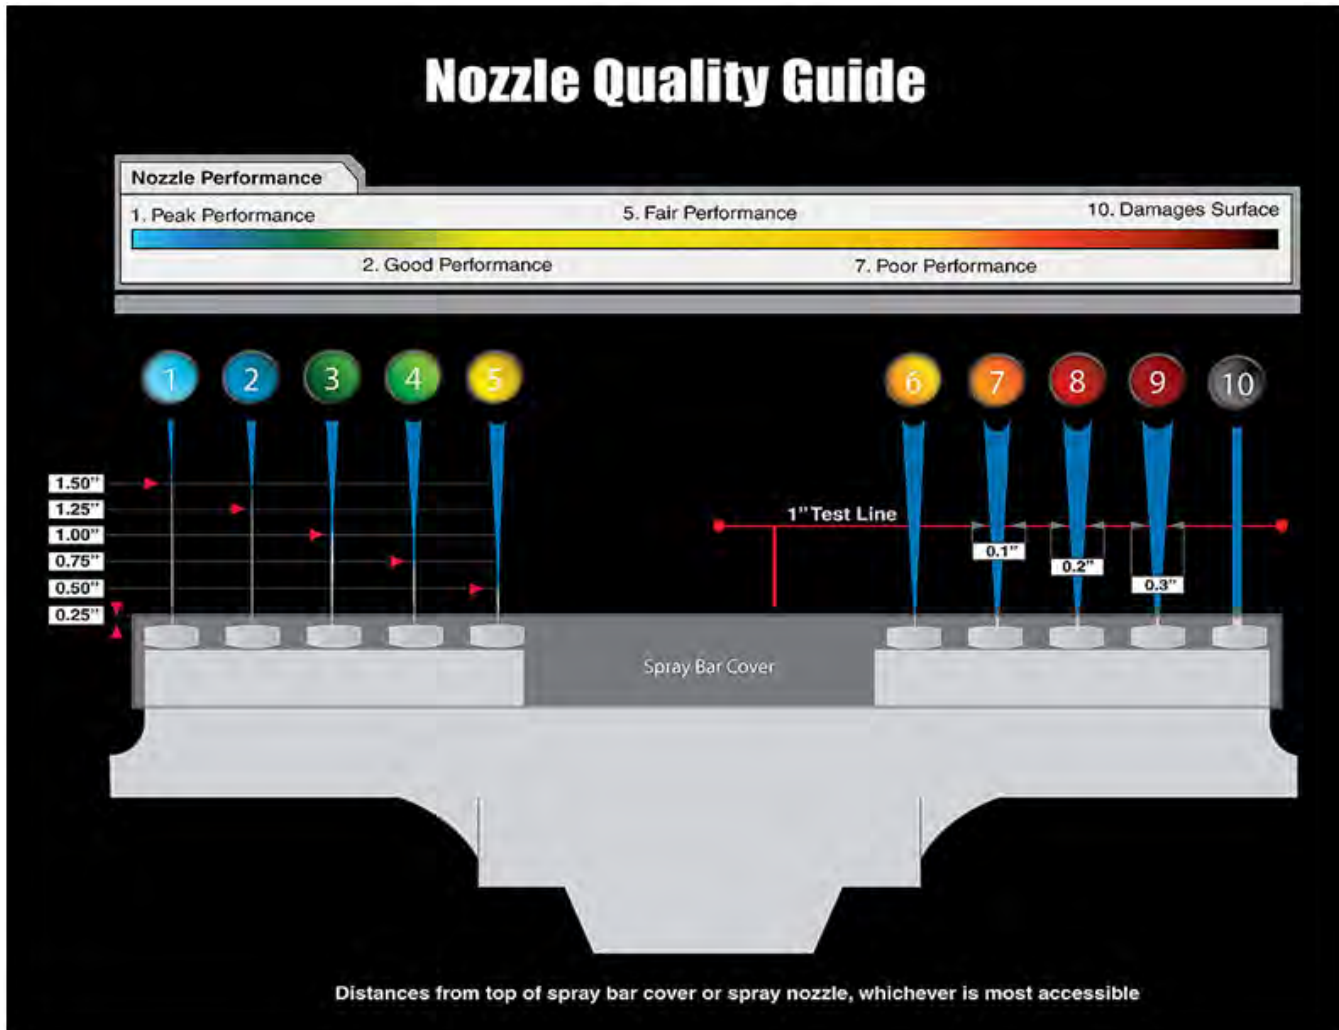 Nozzle Quality Guide
Nozzle Performance
1. Peak Performance
5. Fair Performance
10. Damages Surface
2. Good Performance
7. Poor Performance
1 2 3 4 5 6 7 8 9 10
1.50"
1.25"
1.00"
0.75"
0.50"
0.25"
1" Test Line
0.1"
0.2"
0.3"
Spray Bar Cover
Distances from top of spray bar cover or spray nozzle, whichever is most accessible